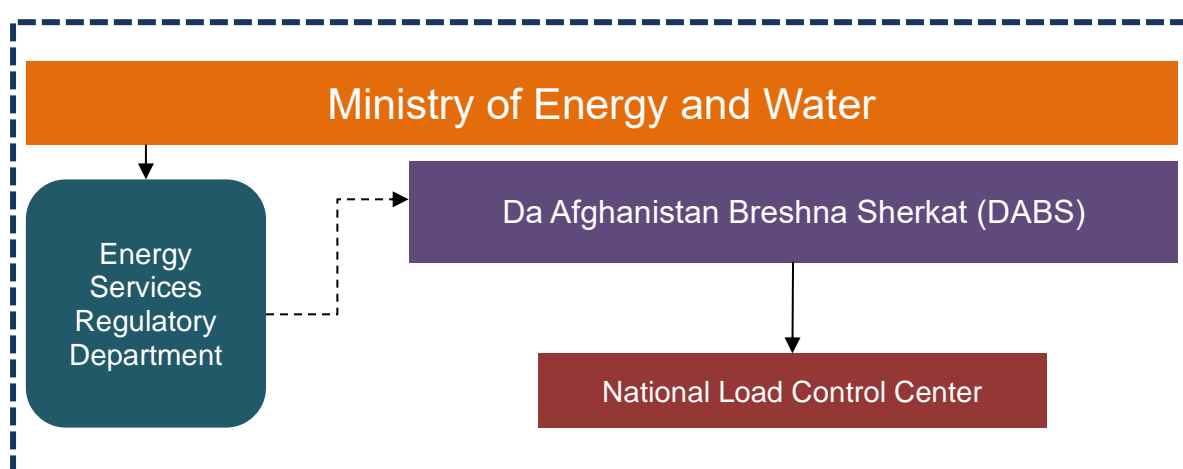 Ministry of Energy and Water
Da Afghanistan Breshna Sherkat (DABS)
Energy
Services
Regulatory
Department
National Load Control Center